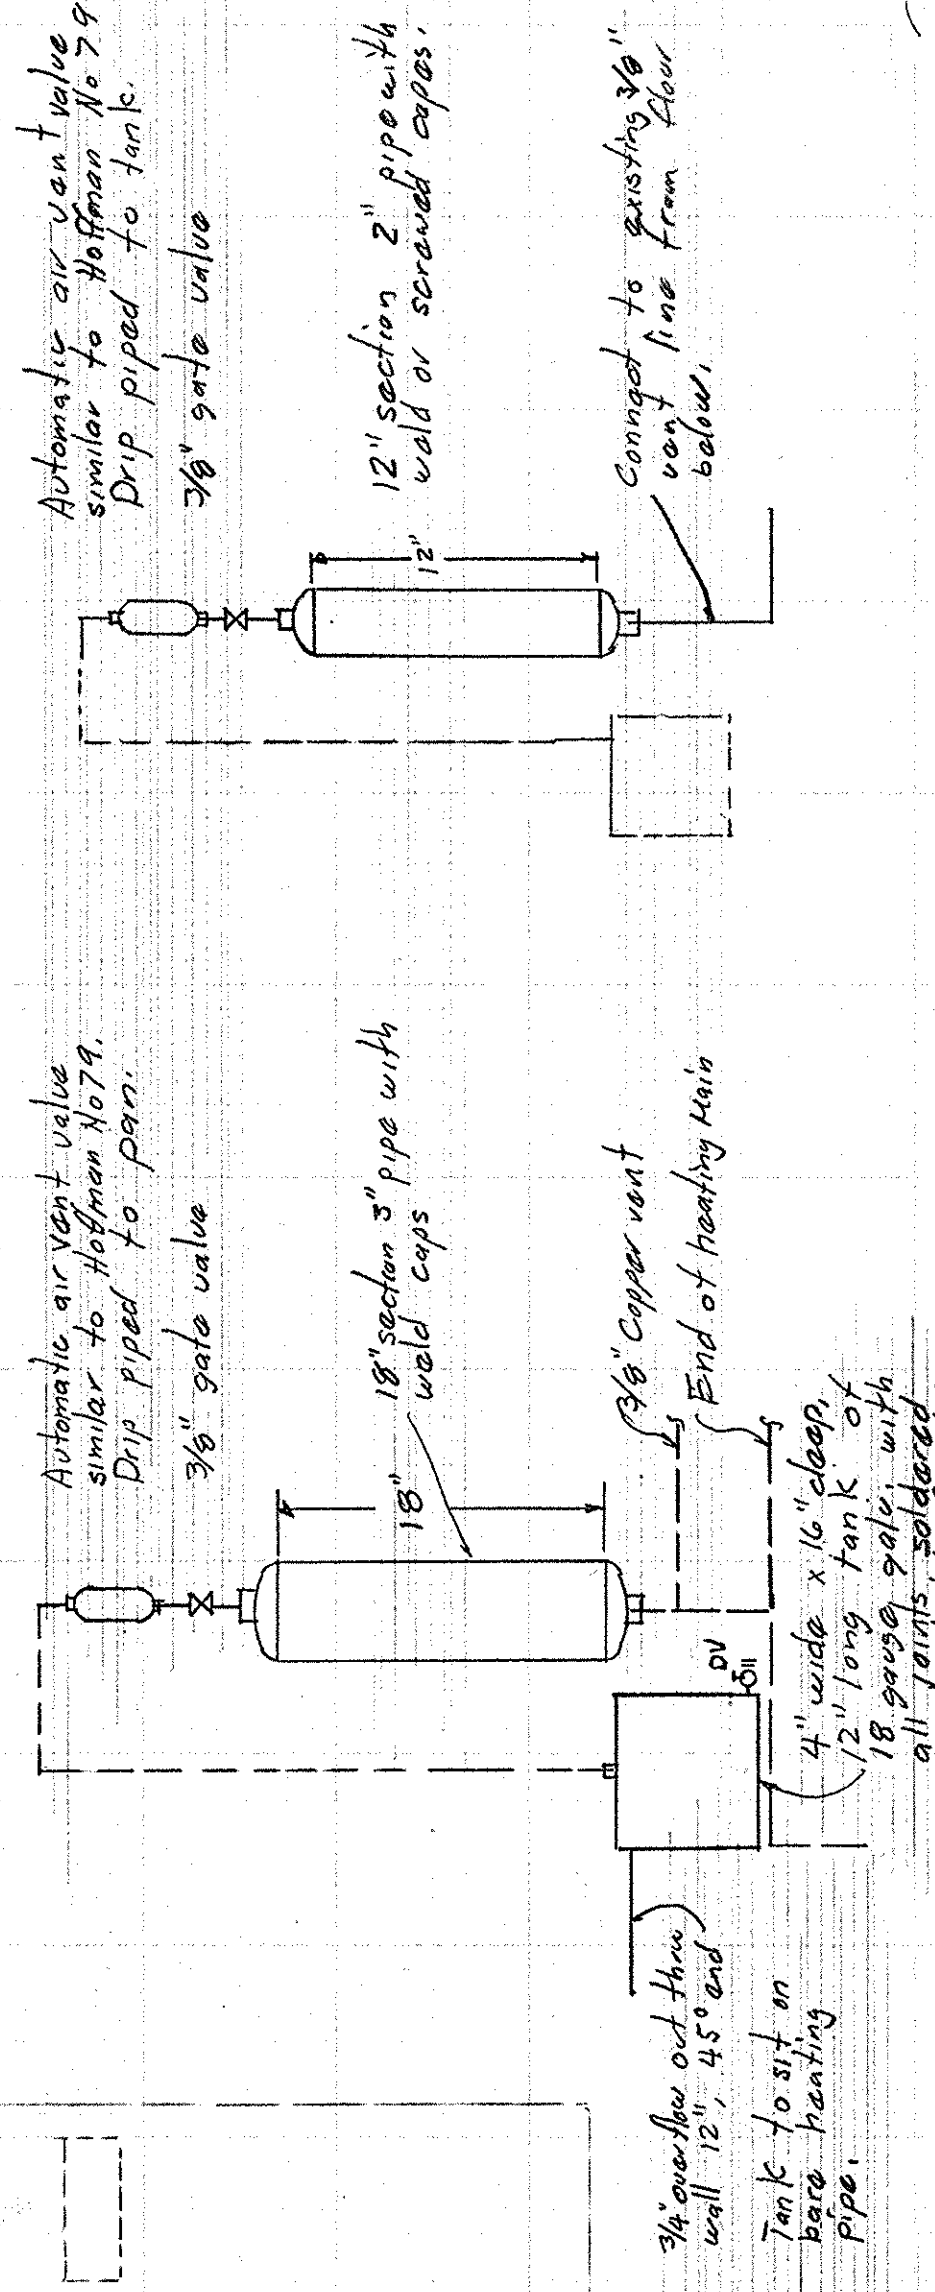 Automatic air vent valve
similar to Hoffman No79.
Drip piped to pan.
3/8" gate valve
18" section 3" pipe with
weld caps
18"
3/8" Copper vent
End of heating Main
DV
4" wide x 16" deep,
12" long tank of
18 gauge galv. with
all joints soldered
3/4" overflow out thru
wall 12", 45° and
Tank to sit on
bare heating
pipe.
Automatic air vent valve
similar to Hoffman No 79
Drip piped to tank.
3/8" gate valve
12" section 2" pipe with
weld or screwed caps.
12"
Connect to existing 3/8"
vent line from floor
below.